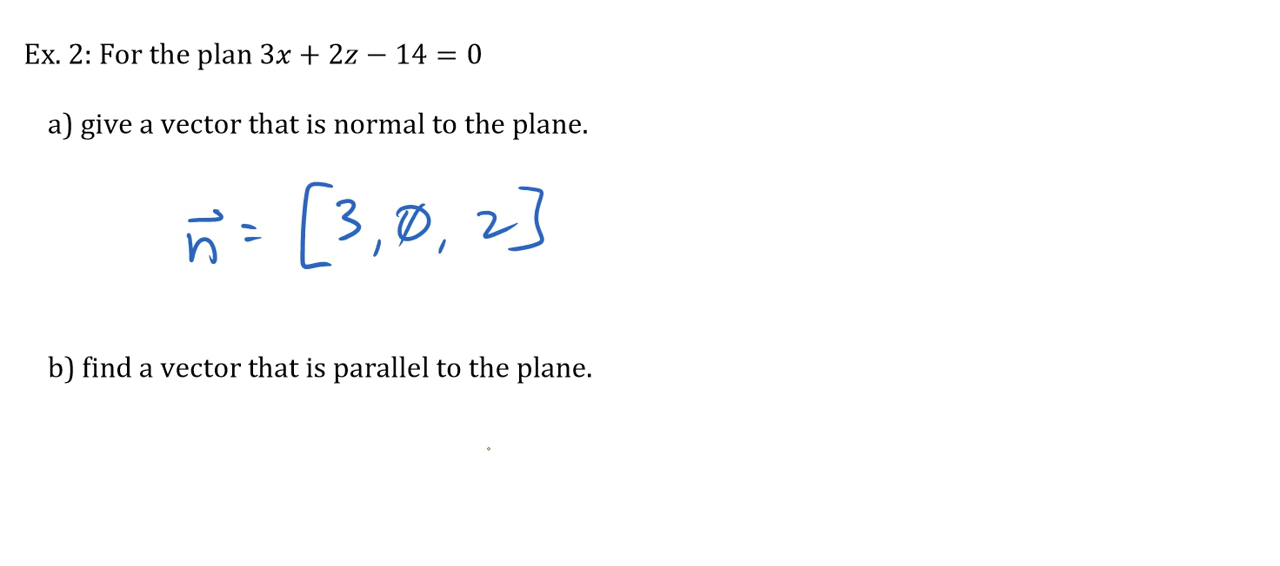 Ex. 2: For the plan 3x + 2z − 14 = 0
a) give a vector that is normal to the plane.
n⃗ = [3, 0, 2]
b) find a vector that is parallel to the plane.